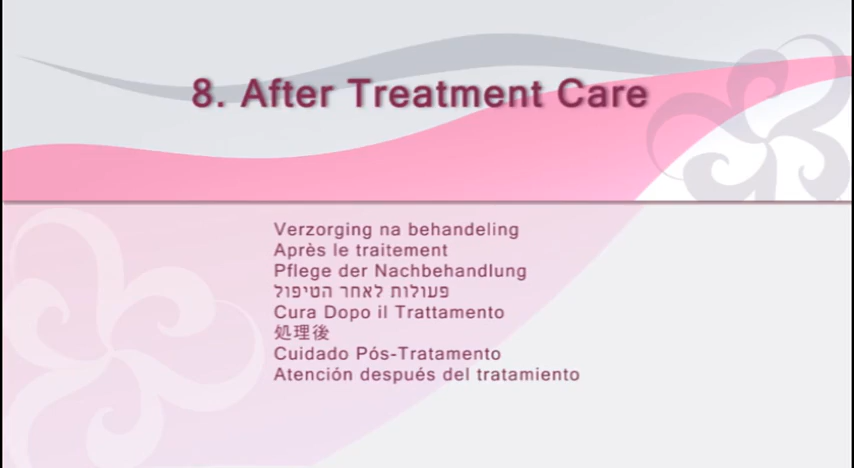 8. After Treatment Care
Verzorging na behandeling
Après le traitement
Pflege der Nachbehandlung
פעולות לאחר הטיפול
Cura Dopo il Trattamento
処理後
Cuidado Pós-Tratamento
Atención después del tratamiento